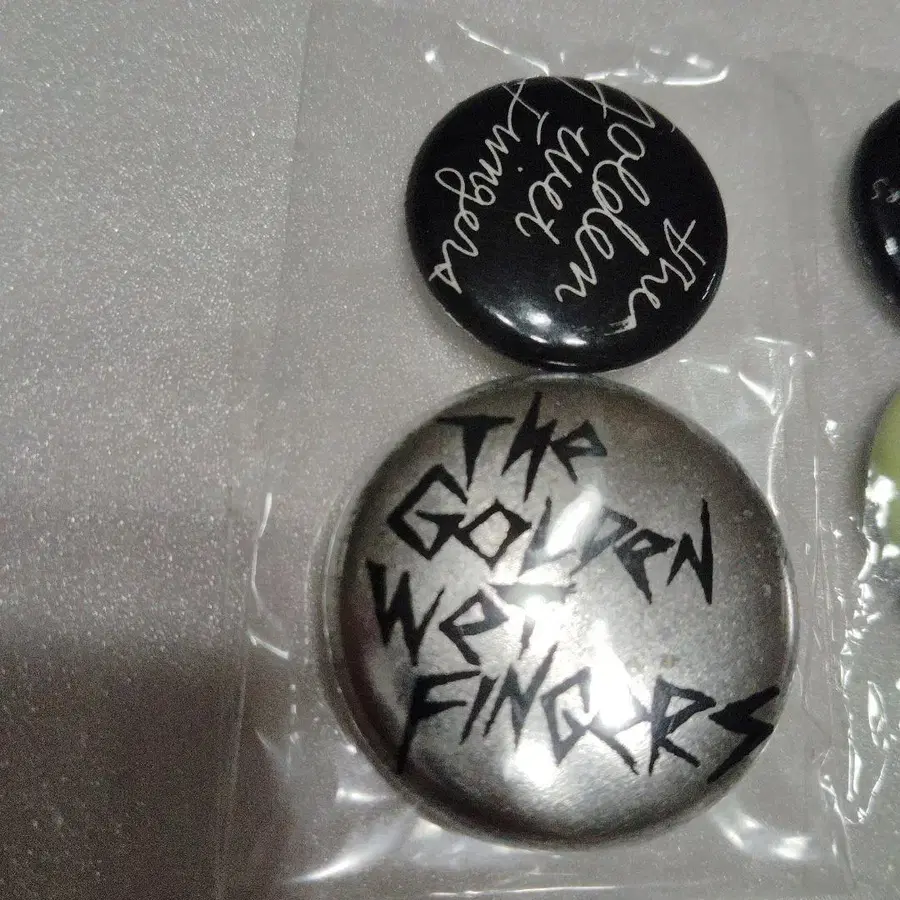 the
Golden
wet
fingers
The
GOLDEN
WET
FINGERS